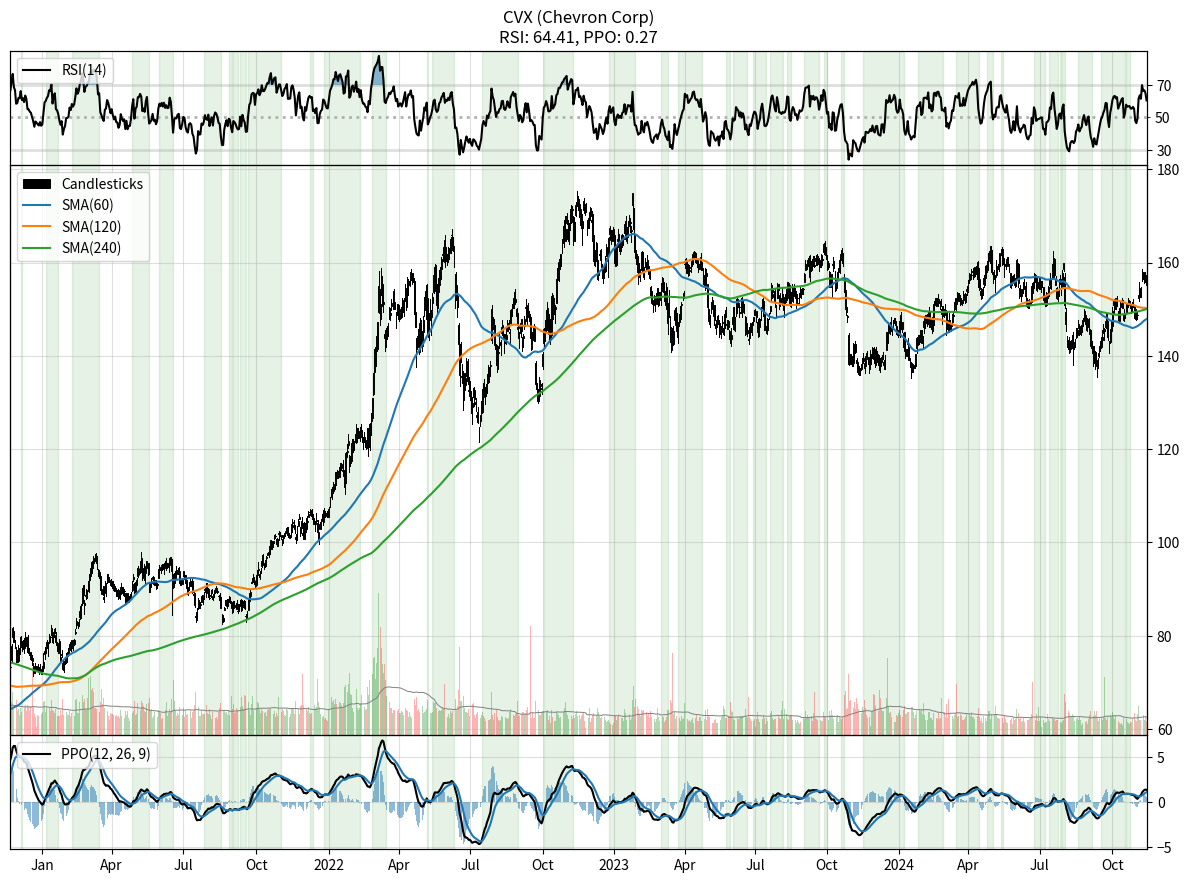 CVX (Chevron Corp)
RSI: 64.41, PPO: 0.27
RSI(14)
70
50
30
Candlesticks
SMA(60)
SMA(120)
SMA(240)
180
160
140
120
100
80
60
PPO(12, 26, 9)
5
0
−5
Jan Apr Jul Oct 2022 Apr Jul Oct 2023 Apr Jul Oct 2024 Apr Jul Oct